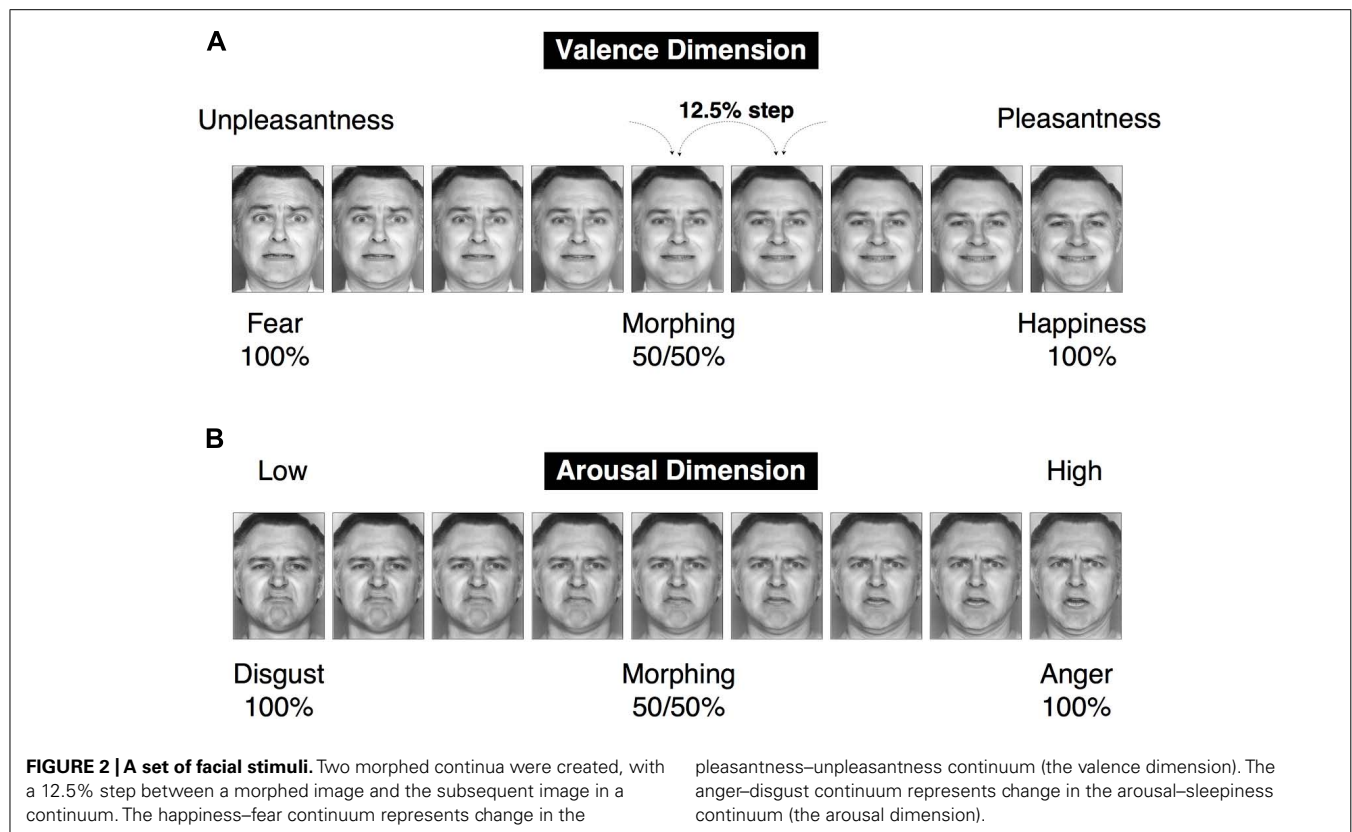 A
Valence Dimension
Unpleasantness
12.5% step
Pleasantness
Fear
100%
Morphing
50/50%
Happiness
100%
B
Low
Arousal Dimension
High
Disgust
100%
Morphing
50/50%
Anger
100%
FIGURE 2 | A set of facial stimuli. Two morphed continua were created, with
a 12.5% step between a morphed image and the subsequent image in a
continuum. The happiness–fear continuum represents change in the
pleasantness–unpleasantness continuum (the valence dimension). The
anger–disgust continuum represents change in the arousal–sleepiness
continuum (the arousal dimension).